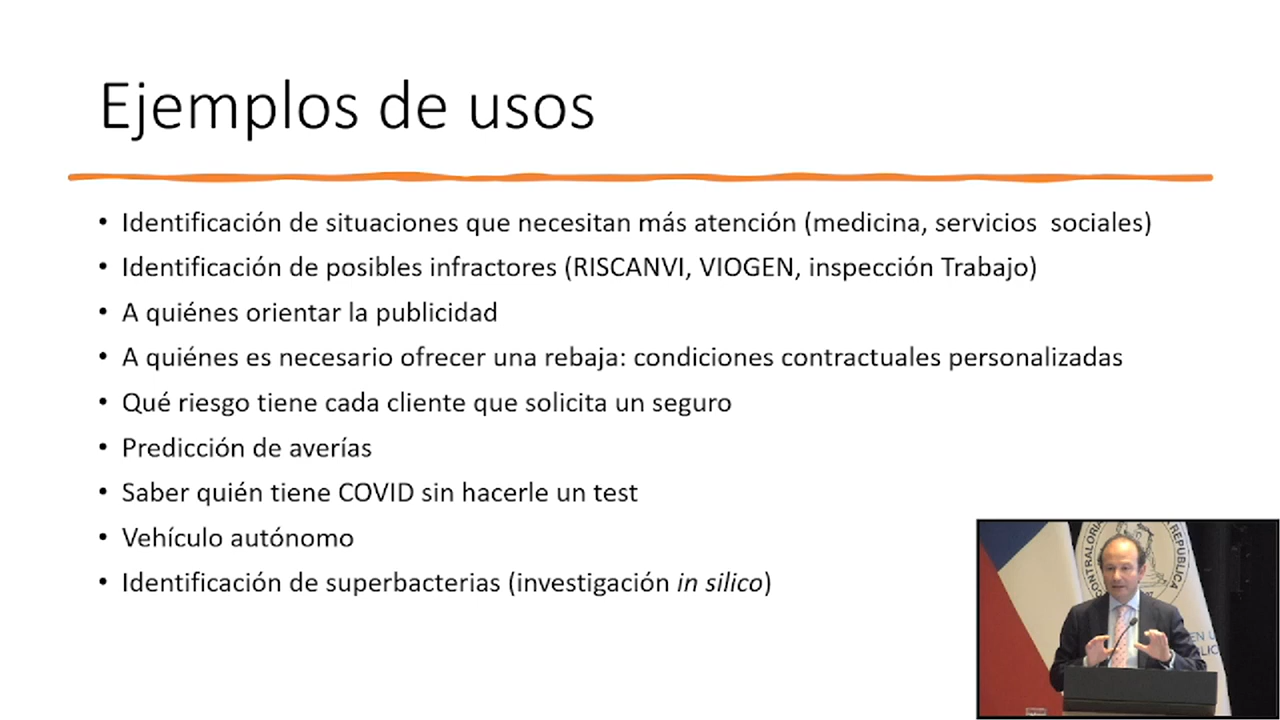 Ejemplos de usos
• Identificación de situaciones que necesitan más atención (medicina, servicios  sociales)
• Identificación de posibles infractores (RISCANVI, VIOGEN, inspección Trabajo)
• A quiénes orientar la publicidad
• A quiénes es necesario ofrecer una rebaja: condiciones contractuales personalizadas
• Qué riesgo tiene cada cliente que solicita un seguro
• Predicción de averías
• Saber quién tiene COVID sin hacerle un test
• Vehículo autónomo
• Identificación de superbacterias (investigación in silico)
CONTRALORIA
REPUBLICA
EN